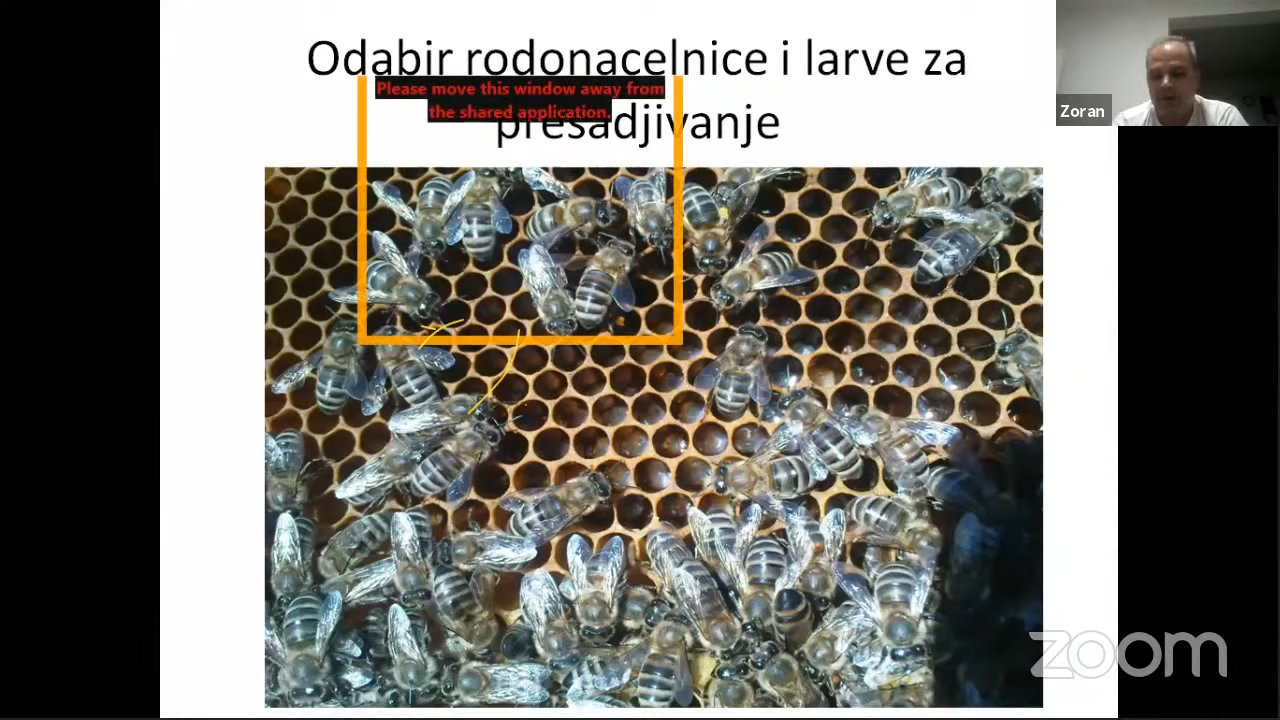 Odabir rodonacelnice i larve za
presadjivanje
Please move this window away from
the shared application.
Zoran
zoom